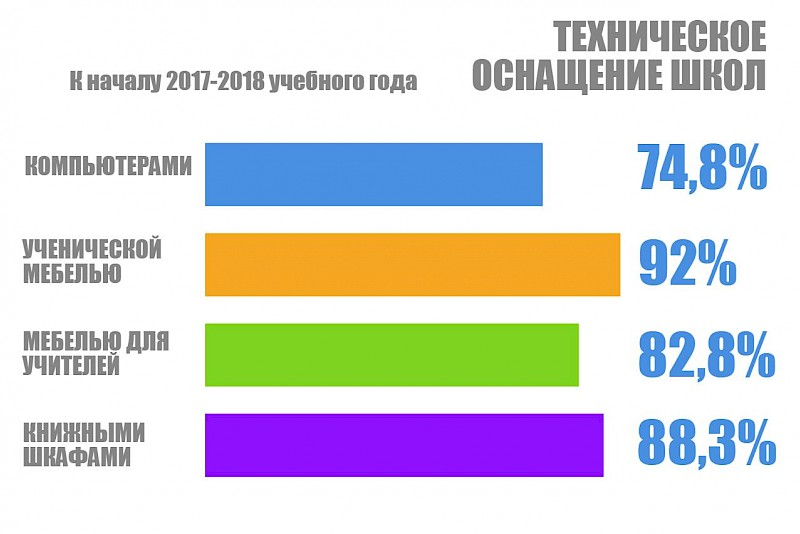 ТЕХНИЧЕСКОЕ
ОСНАЩЕНИЕ ШКОЛ
К началу 2017-2018 учебного года
КОМПЬЮТЕРАМИ
74,8%
УЧЕНИЧЕСКОЙ
МЕБЕЛЬЮ
92%
МЕБЕЛЬЮ ДЛЯ
УЧИТЕЛЕЙ
82,8%
КНИЖНЫМИ
ШКАФАМИ
88,3%